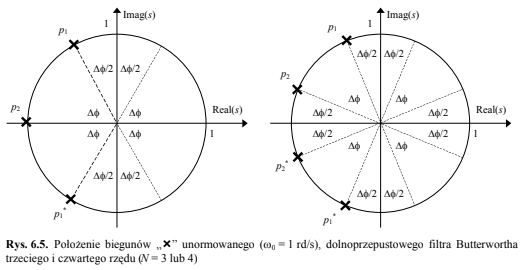 Imag(s)
1
p₁
Δϕ/2 Δϕ/2
p₂
Δϕ Δϕ
Real(s)
Δϕ Δϕ
1
Δϕ/2 Δϕ/2
p₁*
Imag(s)
1
p₁
Δϕ/2 Δϕ/2
p₂
Δϕ Δϕ
Real(s)
Δϕ/2 Δϕ/2
Δϕ/2 Δϕ/2
1
Δϕ Δϕ
p₂*
Δϕ/2 Δϕ/2
p₁*
Rys. 6.5. Położenie biegunów „×” unormowanego (ω₀ = 1 rd/s), dolnoprzepustowego filtra Butterwortha
trzeciego i czwartego rzędu (N = 3 lub 4)